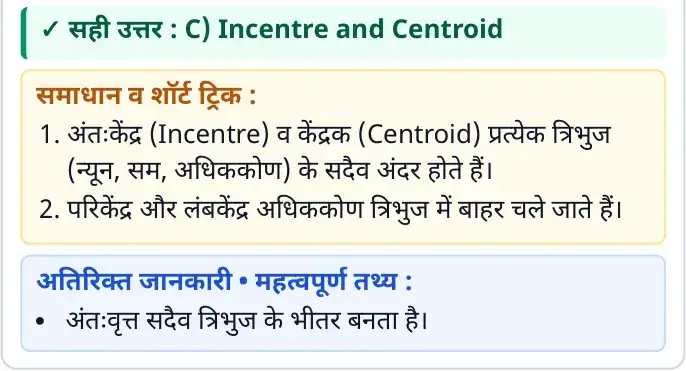 ✓ सही उत्तर : C) Incentre and Centroid
समाधान व शॉर्ट ट्रिक :
1. अंतःकेंद्र (Incentre) व केंद्रक (Centroid) प्रत्येक त्रिभुज
(न्यून, सम, अधिककोण) के सदैव अंदर होते हैं।
2. परिकेंद्र और लंबकेंद्र अधिककोण त्रिभुज में बाहर चले जाते हैं।
अतिरिक्त जानकारी • महत्वपूर्ण तथ्य :
• अंतःवृत्त सदैव त्रिभुज के भीतर बनता है।